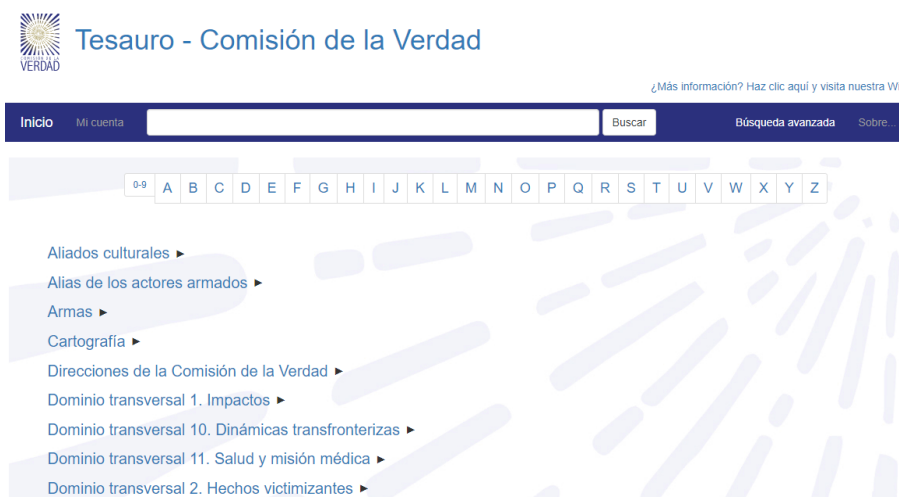 COMISIÓN DE LA
VERDAD
Tesauro - Comisión de la Verdad
¿Más información? Haz clic aquí y visita nuestra
Inicio Mi cuenta Buscar Búsqueda avanzada Sobre...
0-9 A B C D E F G H I J K L M N O P Q R S T U V W X Y Z
Aliados culturales ►
Alias de los actores armados ►
Armas ►
Cartografía ►
Direcciones de la Comisión de la Verdad ►
Dominio transversal 1. Impactos ►
Dominio transversal 10. Dinámicas transfronterizas ►
Dominio transversal 11. Salud y misión médica ►
Dominio transversal 2. Hechos victimizantes ►